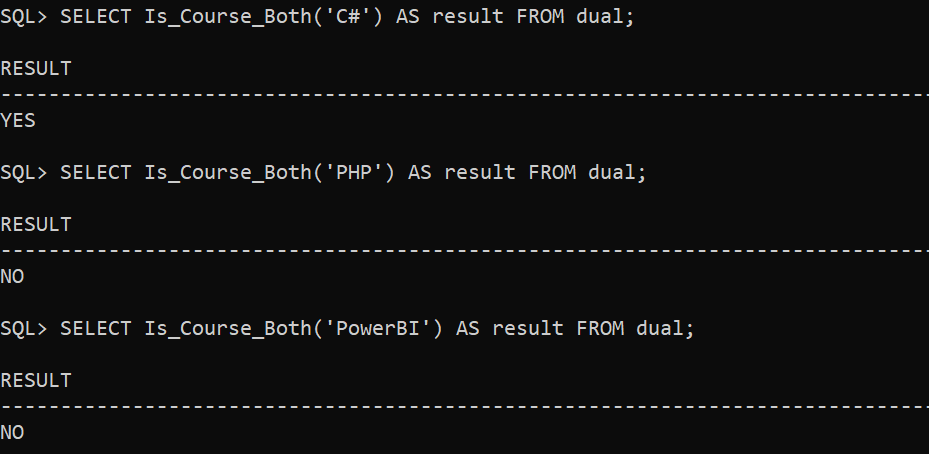 SQL> SELECT Is_Course_Both('C#') AS result FROM dual;
RESULT
--------------------------------------------------------------------------------
YES
SQL> SELECT Is_Course_Both('PHP') AS result FROM dual;
RESULT
--------------------------------------------------------------------------------
NO
SQL> SELECT Is_Course_Both('PowerBI') AS result FROM dual;
RESULT
--------------------------------------------------------------------------------
NO